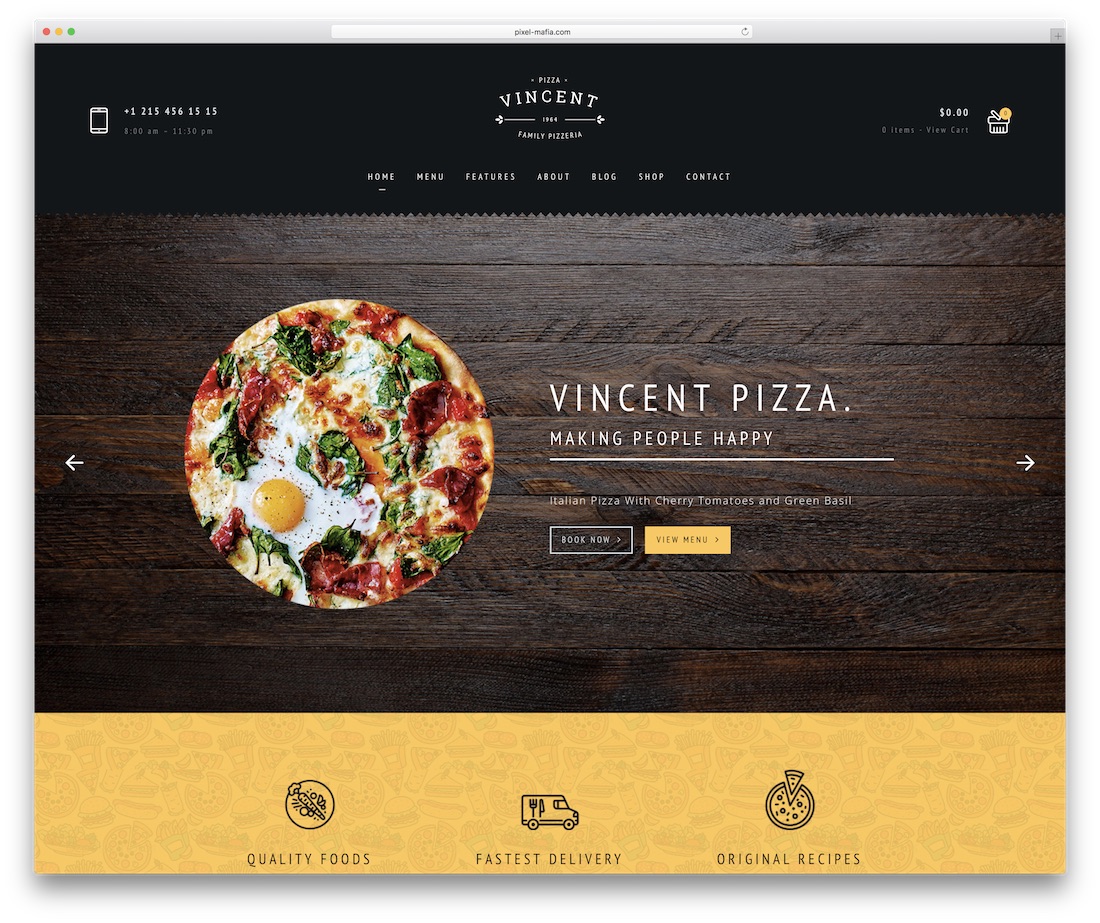 pixel-mafia.com
+1 215 456 15 15
8:00 am – 11:30 pm
PIZZA
VINCENT
1964
FAMILY PIZZERIA
$0.00
0
0 items - View Cart
HOME MENU FEATURES ABOUT BLOG SHOP CONTACT
VINCENT PIZZA.
MAKING PEOPLE HAPPY
Italian Pizza With Cherry Tomatoes and Green Basil
BOOK NOW VIEW MENU
QUALITY FOODS FASTEST DELIVERY ORIGINAL RECIPES